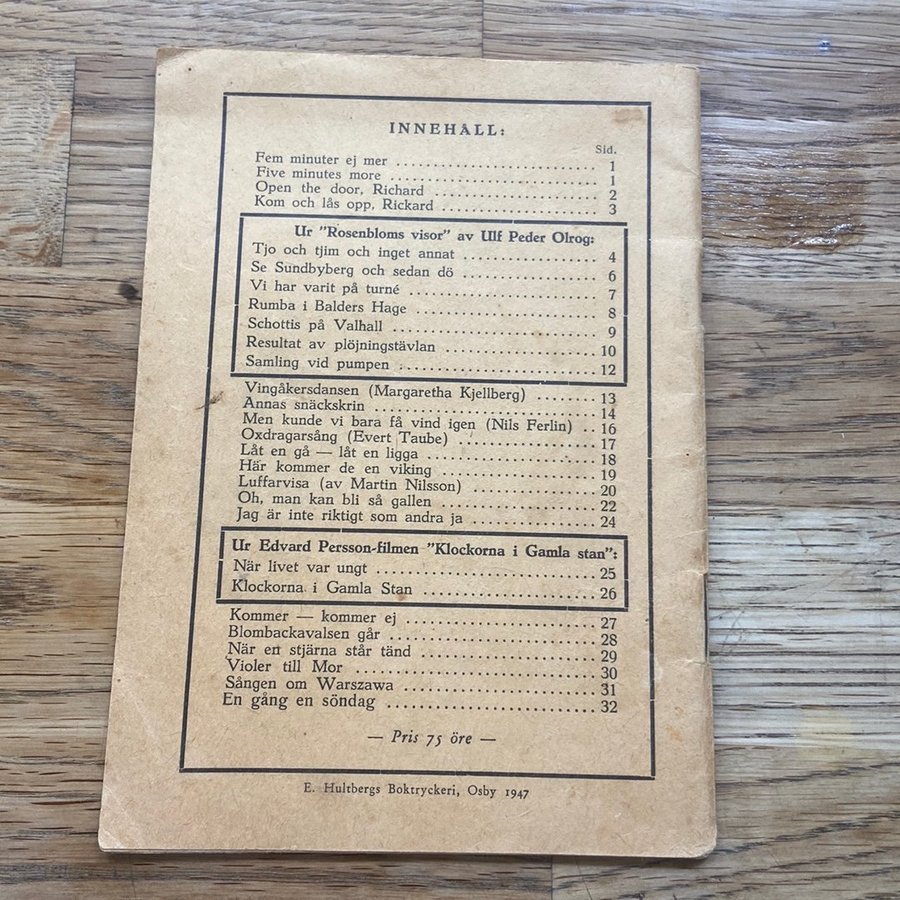 INNEHÅLL:
Sid.
Fem minuter ej mer .......... 1
Five minutes more .......... 1
Open the door, Richard .......... 2
Kom och lås opp, Rickard .......... 3
Ur "Rosenbloms visor" av Ulf Peder Olrog:
Tjo och tjim och inget annat .......... 4
Se Sundbyberg och sedan dö .......... 6
Vi har varit på turné .......... 7
Rumba i Balders Hage .......... 8
Schottis på Valhall .......... 9
Resultat av plöjningstävlan .......... 10
Samling vid pumpen .......... 12
Vingåkersdansen (Margaretha Kjellberg) .......... 13
Annas snäckskrin .......... 14
Men kunde vi bara få vind igen (Nils Ferlin) .. 16
Oxdragarsång (Evert Taube) .......... 17
Låt en gå — låt en ligga .......... 18
Här kommer de en viking .......... 19
Luffarvisa (av Martin Nilsson) .......... 20
Oh, man kan bli så gallen .......... 22
Jag är inte riktigt som andra ja .......... 24
Ur Edvard Persson-filmen "Klockorna i Gamla stan":
När livet var ungt .......... 25
Klockorna i Gamla Stan .......... 26
Kommer — kommer ej .......... 27
Blombackavalsen går .......... 28
När en stjärna står tänd .......... 29
Violer till Mor .......... 30
Sången om Warszawa .......... 31
En gång en söndag .......... 32
— Pris 75 öre —
E. Hultbergs Boktryckeri, Osby 1947